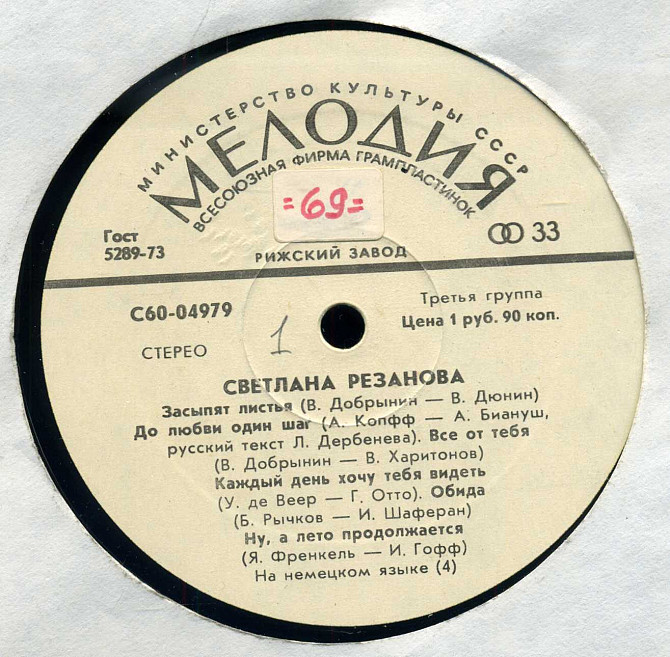 МИНИСТЕРСТВО КУЛЬТУРЫ СССР
МЕЛОДИЯ
ВСЕСОЮЗНАЯ ФИРМА ГРАМПЛАСТИНОК
=69=
Гост
5289-73
33
РИЖСКИЙ ЗАВОД
С60-04979
Третья группа
Цена 1 руб. 90 коп.
СТЕРЕО
1
СВЕТЛАНА РЕЗАНОВА
Засыпят листья (В. Добрынин — В. Дюнин)
До любви один шаг (А. Копфф — А. Биануш,
русский текст Л. Дербенева). Все от тебя
(В. Добрынин — В. Харитонов)
Каждый день хочу тебя видеть
(У. де Веер — Г. Отто). Обида
(Б. Рычков — И. Шаферан)
Ну, а лето продолжается
(Я. Френкель — И. Гофф)
На немецком языке (4)